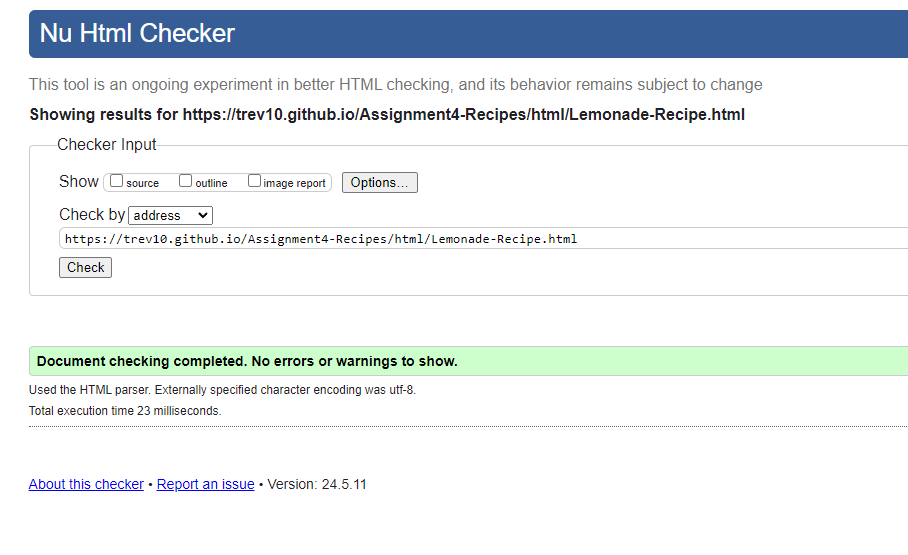 Nu Html Checker
This tool is an ongoing experiment in better HTML checking, and its behavior remains subject to change
Showing results for https://trev10.github.io/Assignment4-Recipes/html/Lemonade-Recipe.html
Checker Input
Show source outline image report Options...
Check by address
https://trev10.github.io/Assignment4-Recipes/html/Lemonade-Recipe.html
Check
Document checking completed. No errors or warnings to show.
Used the HTML parser. Externally specified character encoding was utf-8.
Total execution time 23 milliseconds.
About this checker • Report an issue • Version: 24.5.11